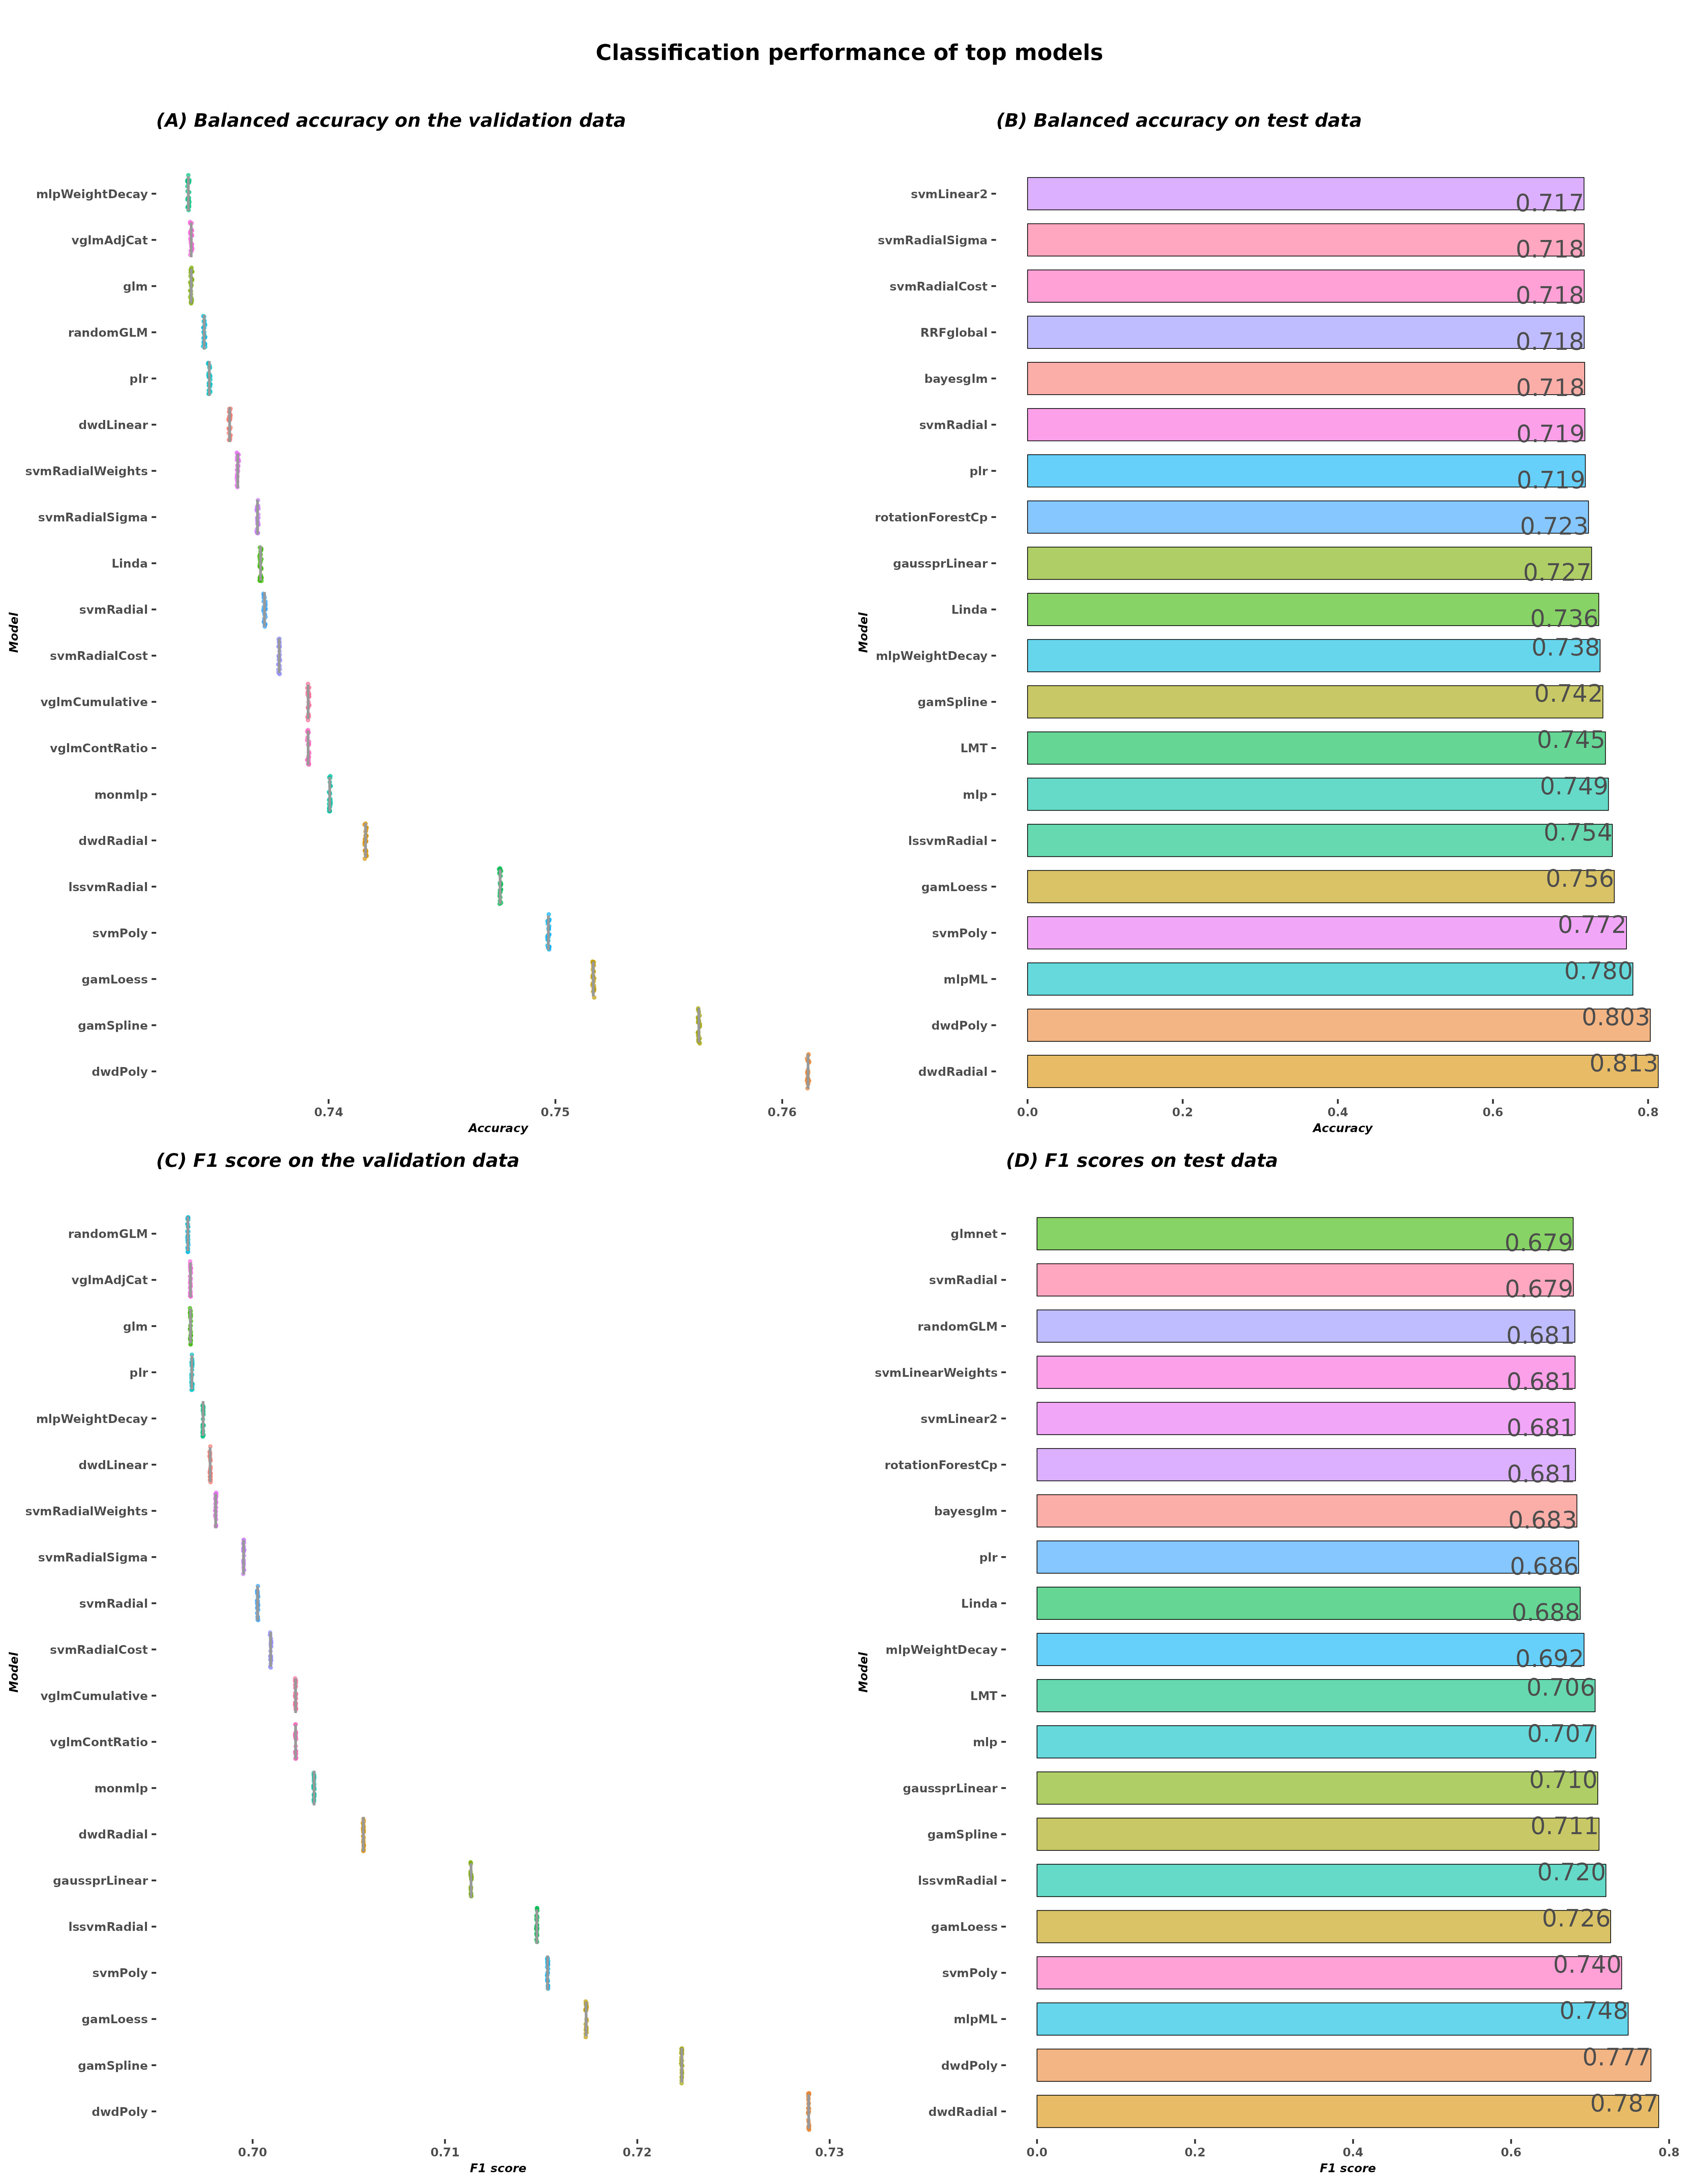 Classification performance of top models
(A) Balanced accuracy on the validation data
mlpWeightDecay
vglmAdjCat
glm
randomGLM
plr
dwdLinear
svmRadialWeights
svmRadialSigma
Linda
svmRadial
svmRadialCost
vglmCumulative
vglmContRatio
monmlp
dwdRadial
lssvmRadial
svmPoly
gamLoess
gamSpline
dwdPoly
Model
0.74 0.75 0.76
Accuracy
(B) Balanced accuracy on test data
svmLinear2 0.717
svmRadialSigma 0.718
svmRadialCost 0.718
RRFglobal 0.718
bayesglm 0.718
svmRadial 0.719
plr 0.719
rotationForestCp 0.723
gaussprLinear 0.727
Linda 0.736
mlpWeightDecay 0.738
gamSpline 0.742
LMT 0.745
mlp 0.749
lssvmRadial 0.754
gamLoess 0.756
svmPoly 0.772
mlpML 0.780
dwdPoly 0.803
dwdRadial 0.813
Model
0.0 0.2 0.4 0.6 0.8
Accuracy
(C) F1 score on the validation data
randomGLM
vglmAdjCat
glm
plr
mlpWeightDecay
dwdLinear
svmRadialWeights
svmRadialSigma
svmRadial
svmRadialCost
vglmCumulative
vglmContRatio
monmlp
dwdRadial
gaussprLinear
lssvmRadial
svmPoly
gamLoess
gamSpline
dwdPoly
Model
0.70 0.71 0.72 0.73
F1 score
(D) F1 scores on test data
glmnet 0.679
svmRadial 0.679
randomGLM 0.681
svmLinearWeights 0.681
svmLinear2 0.681
rotationForestCp 0.681
bayesglm 0.683
plr 0.686
Linda 0.688
mlpWeightDecay 0.692
LMT 0.706
mlp 0.707
gaussprLinear 0.710
gamSpline 0.711
lssvmRadial 0.720
gamLoess 0.726
svmPoly 0.740
mlpML 0.748
dwdPoly 0.777
dwdRadial 0.787
Model
0.0 0.2 0.4 0.6 0.8
F1 score